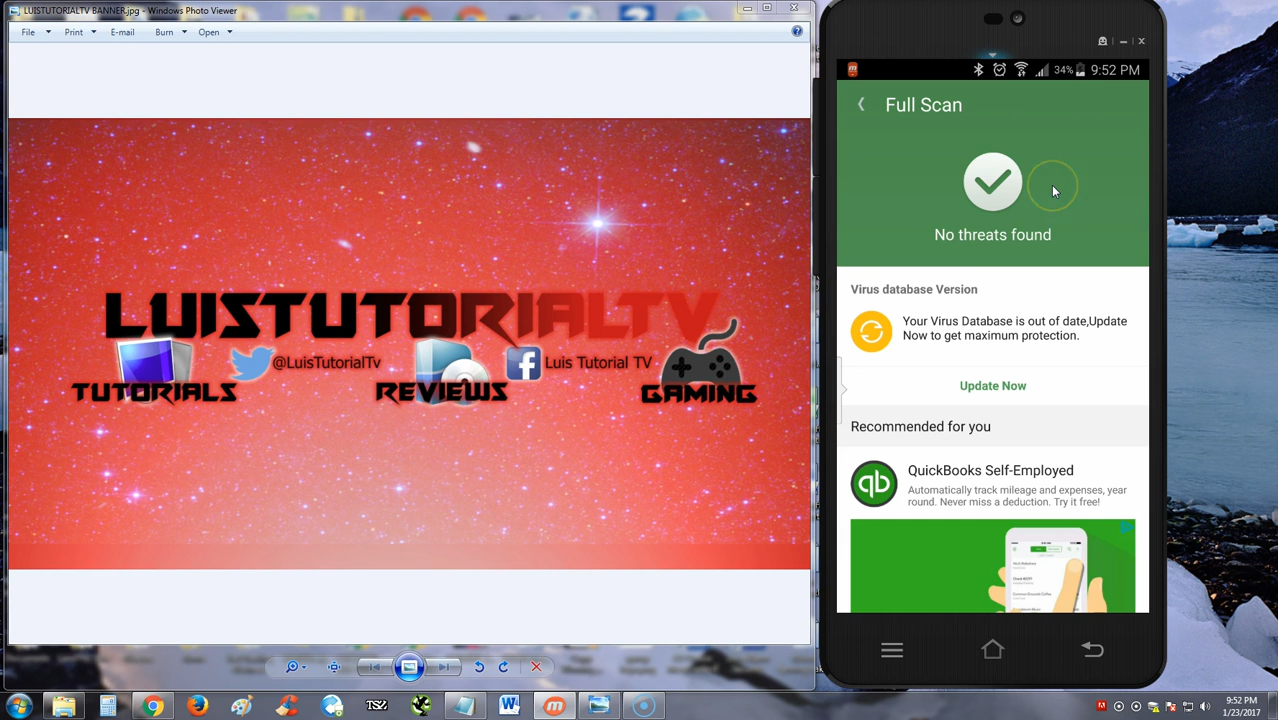 LUISTUTORIALTV BANNER.jpg - Windows Photo Viewer
File Print E-mail Burn Open
LUISTUTORIALTV
@LuisTutorialTv
Luis Tutorial TV
TUTORIALS
REVIEWS
GAMING
34% 9:52 PM
Full Scan
No threats found
Virus database Version
Your Virus Database is out of date,Update
Now to get maximum protection.
Update Now
Recommended for you
qb
QuickBooks Self-Employed
Automatically track mileage and expenses, year
round. Never miss a deduction. Try it free!
TSZ
9:52 PM
1/23/2017